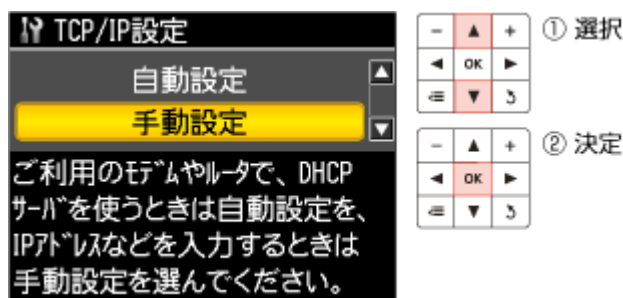 TCP/IP設定
自動設定
手動設定
ご利用のﾓﾃﾞﾑやﾙｰﾀで、DHCP
ｻｰﾊﾞを使うときは自動設定を、
IPｱﾄﾞﾚｽなどを入力するときは
手動設定を選んでください。
- ▲ +
◀ OK ▶
▼
① 選択
- ▲ +
◀ OK ▶
▼
② 決定